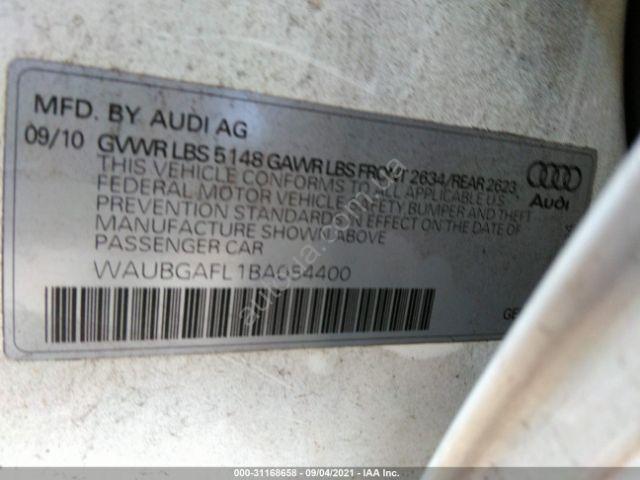 MFD. BY AUDI AG
09/10 GVWR LBS 5148 GAWR LBS FRONT 2634/REAR 2623
THIS VEHICLE CONFORMS TO ALL APPLICABLE U.S.
FEDERAL MOTOR VEHICLE SAFETY BUMPER AND THEFT
PREVENTION STANDARDS IN EFFECT ON THE DATE OF
MANUFACTURE SHOWN ABOVE.
PASSENGER CAR
WAUBGAFL1BA054400
Audi
GE
000-31168658 - 09/04/2021 - IAA Inc.